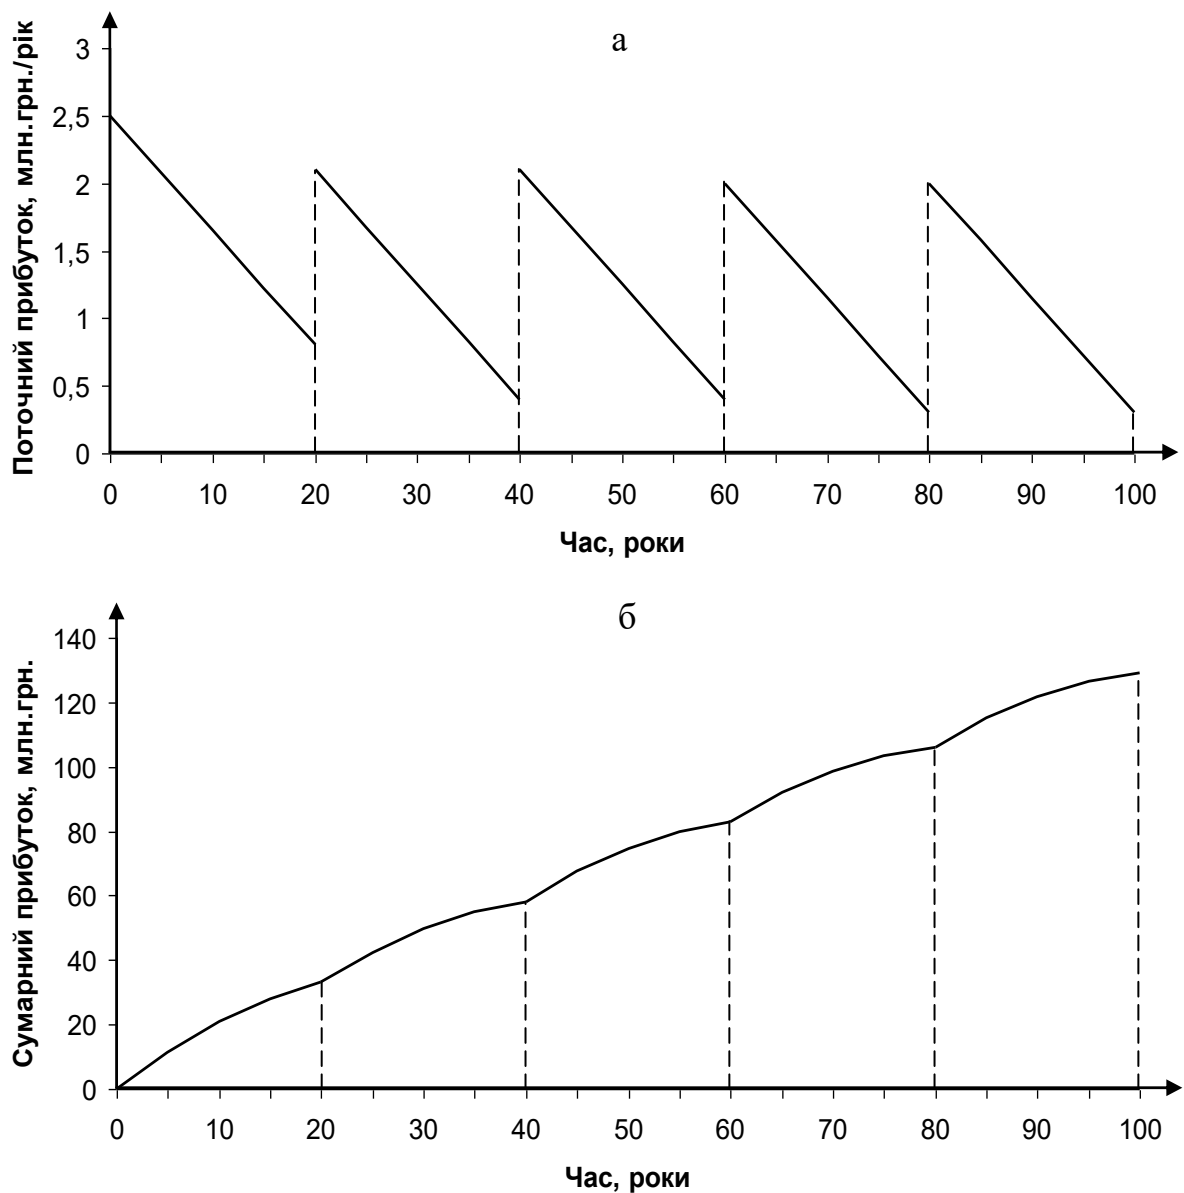 а
Поточний прибуток, млн.грн./рік
3
2,5
2
1,5
1
0,5
0
0 10 20 30 40 50 60 70 80 90 100
Час, роки
б
Сумарний прибуток, млн.грн.
140
120
100
80
60
40
20
0
0 10 20 30 40 50 60 70 80 90 100
Час, роки